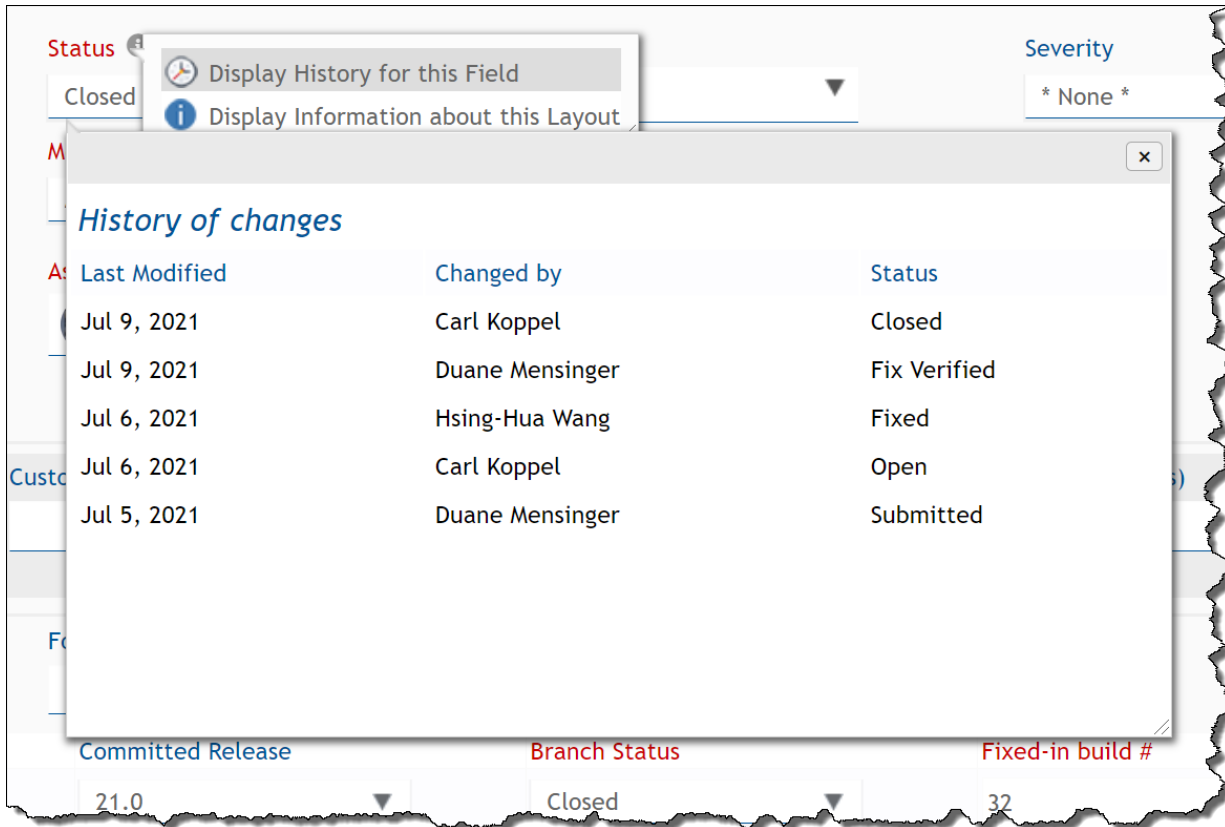 Status
Display History for this Field
Severity
Closed
* None *
Display Information about this Layout
History of changes
Last Modified Changed by Status
Jul 9, 2021 Carl Koppel Closed
Jul 9, 2021 Duane Mensinger Fix Verified
Jul 6, 2021 Hsing-Hua Wang Fixed
Jul 6, 2021 Carl Koppel Open
Jul 5, 2021 Duane Mensinger Submitted
Committed Release Branch Status Fixed-in build #
21.0 Closed 32